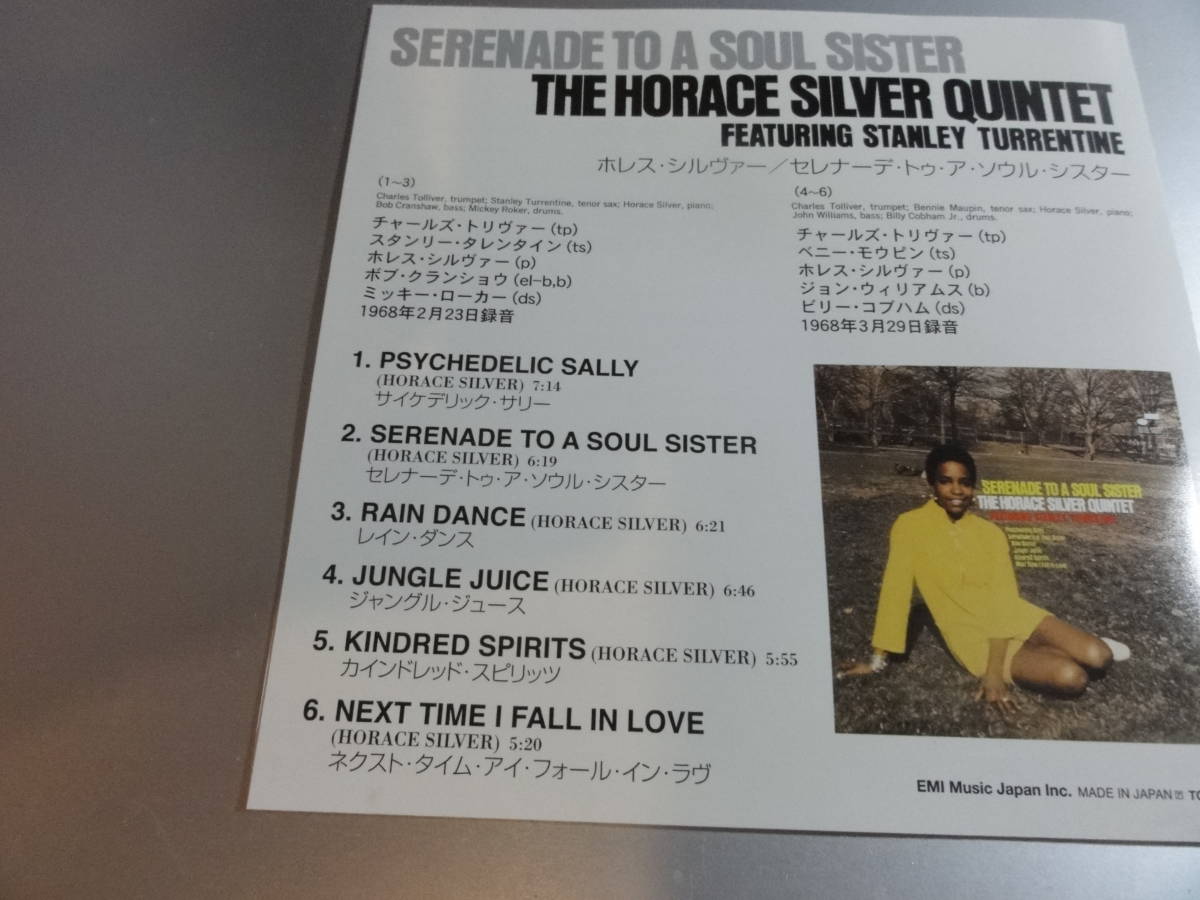 SERENADE TO A SOUL SISTER
THE HORACE SILVER QUINTET
FEATURING STANLEY TURRENTINE
ホレス・シルヴァー／セレナーデ・トゥ・ア・ソウル・シスター
(1~3)
Charles Tolliver, trumpet; Stanley Turrentine, tenor sax; Horace Silver, piano;
Bob Cranshaw, bass; Mickey Roker, drums.
チャールズ・トリヴァー(tp)
スタンリー・タレンタイン(ts)
ホレス・シルヴァー(p)
ボブ・クランショウ(el-b,b)
ミッキー・ローカー(ds)
1968年2月23日録音
(4~6)
Charles Tolliver, trumpet; Bennie Maupin, tenor sax; Horace Silver, piano;
John Williams, bass; Billy Cobham Jr., drums.
チャールズ・トリヴァー(tp)
ベニー・モウピン(ts)
ホレス・シルヴァー(p)
ジョン・ウィリアムス(b)
ビリー・コブハム(ds)
1968年3月29日録音
1. PSYCHEDELIC SALLY
(HORACE SILVER) 7:14
サイケデリック・サリー
2. SERENADE TO A SOUL SISTER
(HORACE SILVER) 6:19
セレナーデ・トゥ・ア・ソウル・シスター
3. RAIN DANCE (HORACE SILVER) 6:21
レイン・ダンス
4. JUNGLE JUICE (HORACE SILVER) 6:46
ジャングル・ジュース
5. KINDRED SPIRITS (HORACE SILVER) 5:55
カインドレッド・スピリッツ
6. NEXT TIME I FALL IN LOVE
(HORACE SILVER) 5:20
ネクスト・タイム・アイ・フォール・イン・ラヴ
SERENADE TO A SOUL SISTER
THE HORACE SILVER QUINTET
EMI Music Japan Inc. MADE IN JAPAN